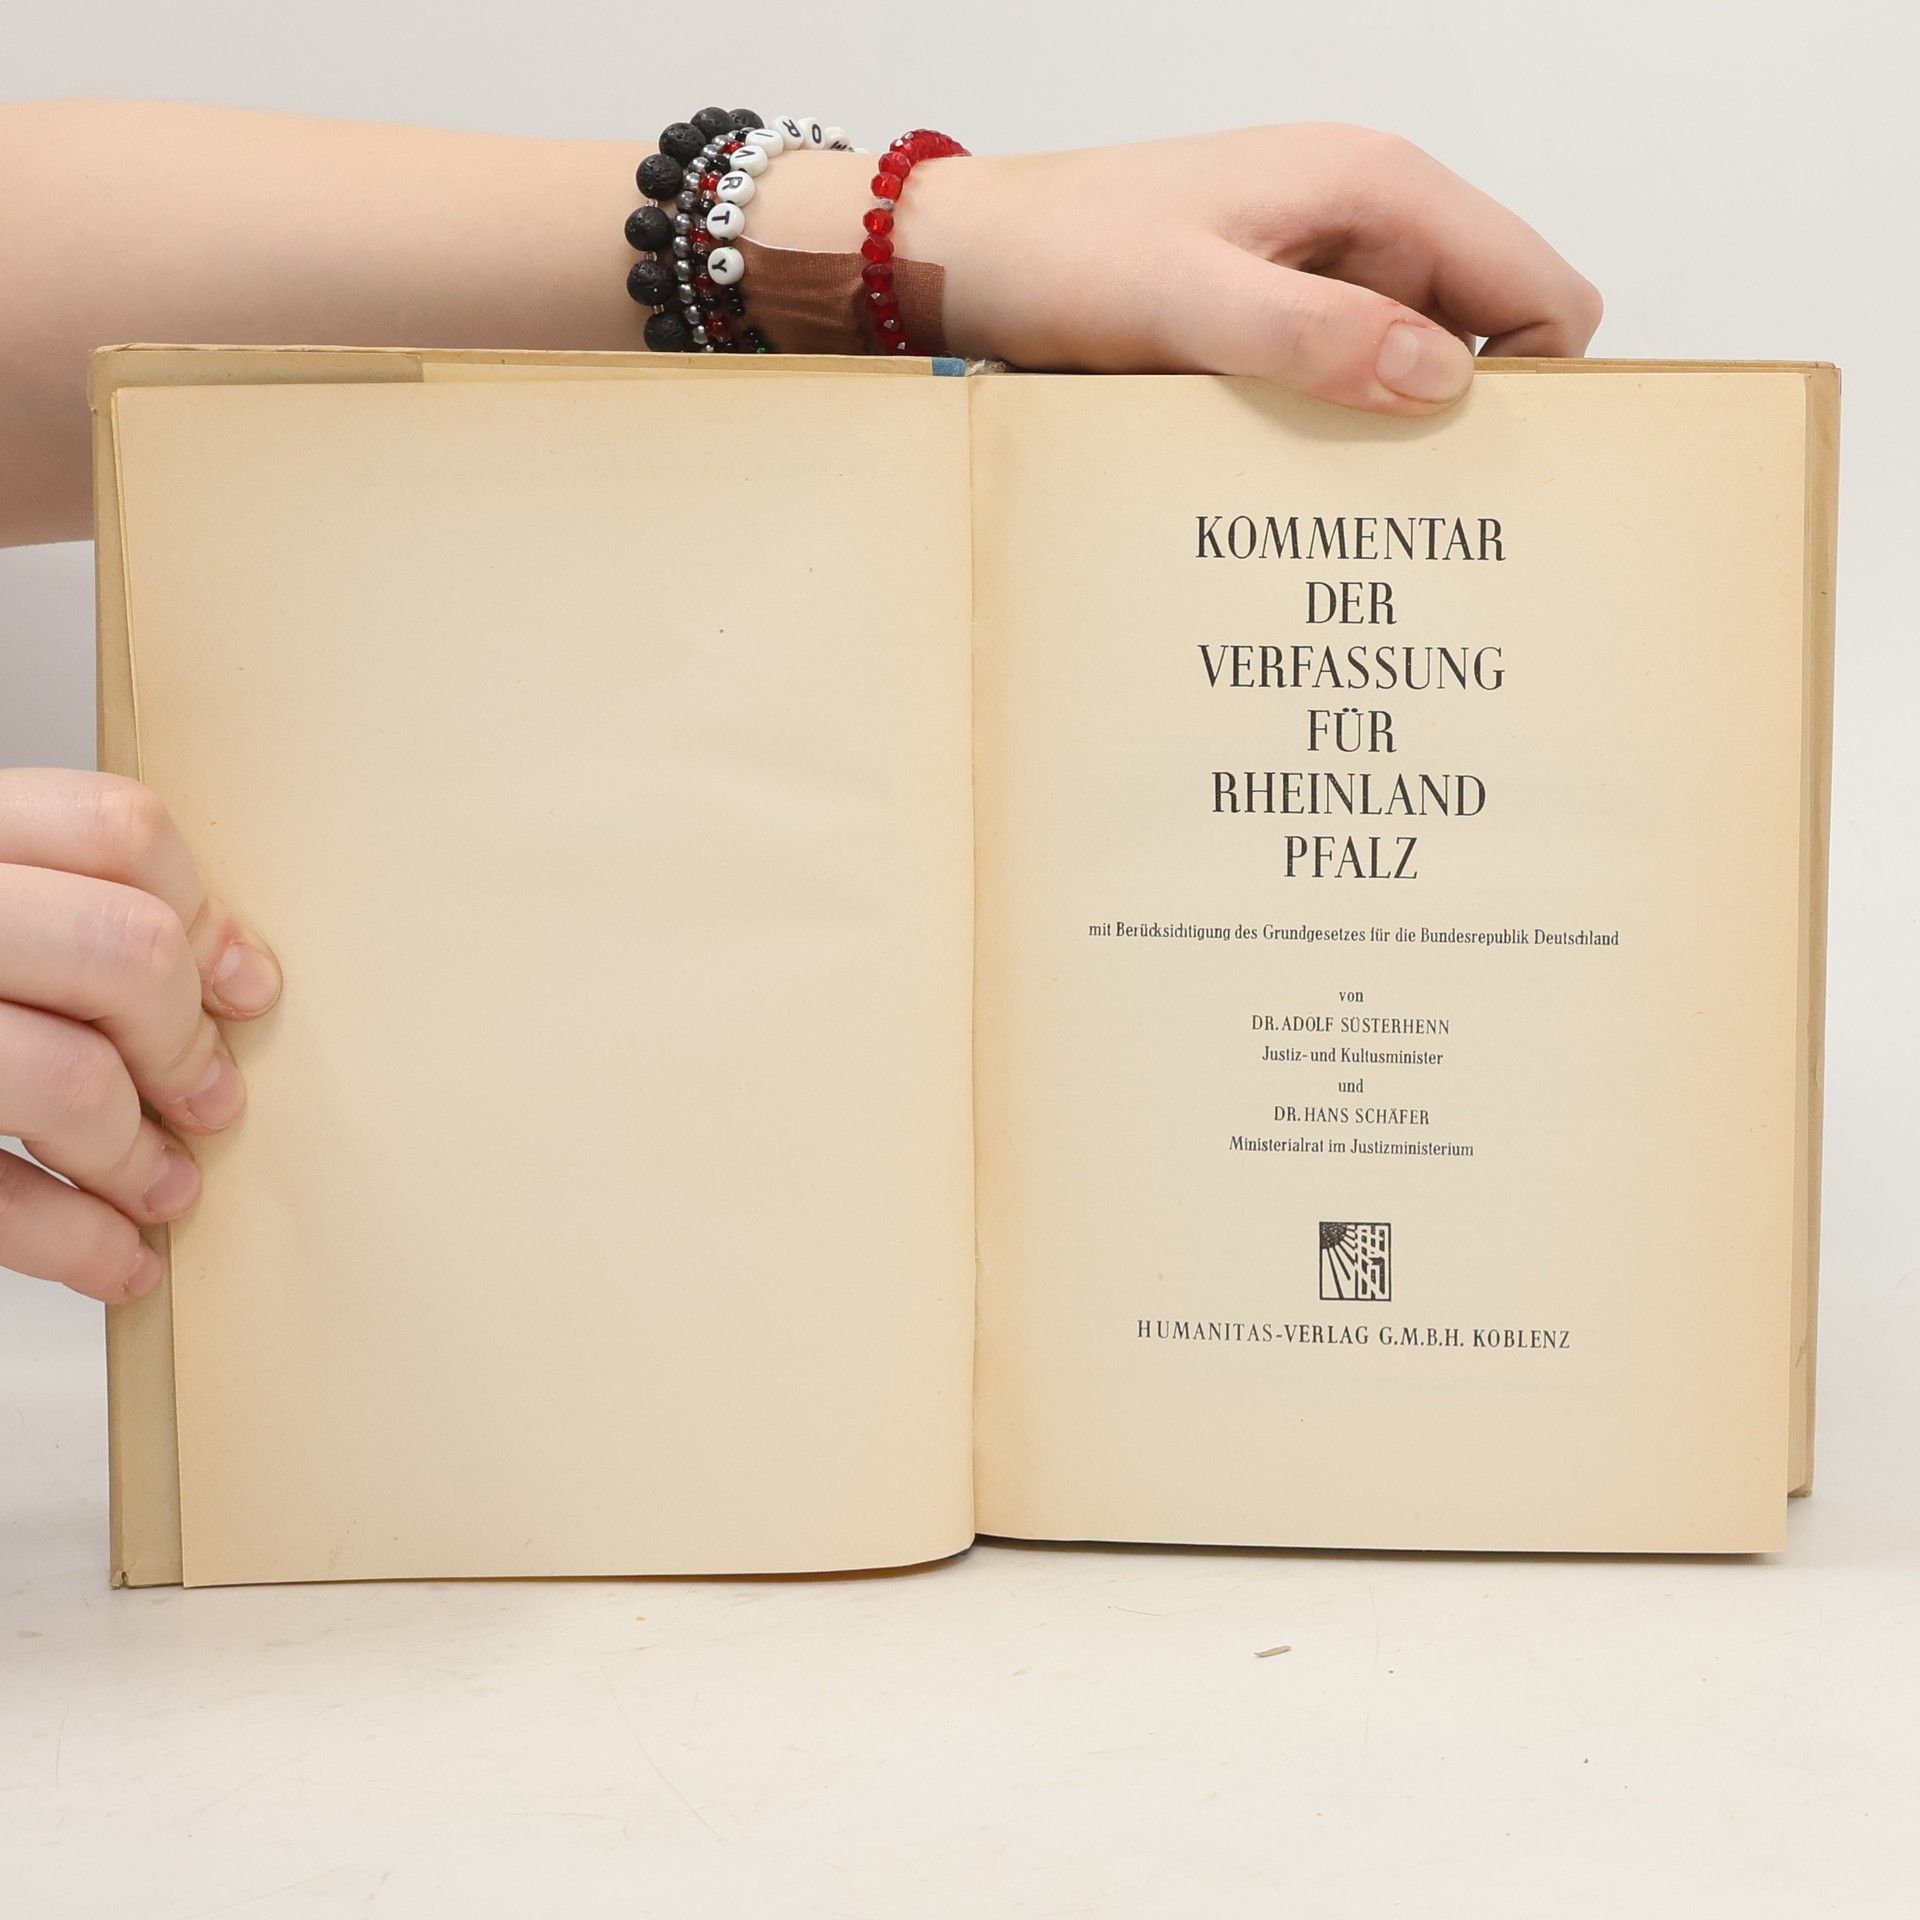 Y T R A I R O
KOMMENTAR
DER
VERFASSUNG
FÜR
RHEINLAND
PFALZ
mit Berücksichtigung des Grundgesetzes für die Bundesrepublik Deutschland
von
DR. ADOLF SÜSTERHENN
Justiz- und Kultusminister
und
DR. HANS SCHÄFER
Ministerialrat im Justizministerium
HUMANITAS-VERLAG G.M.B.H. KOBLENZ